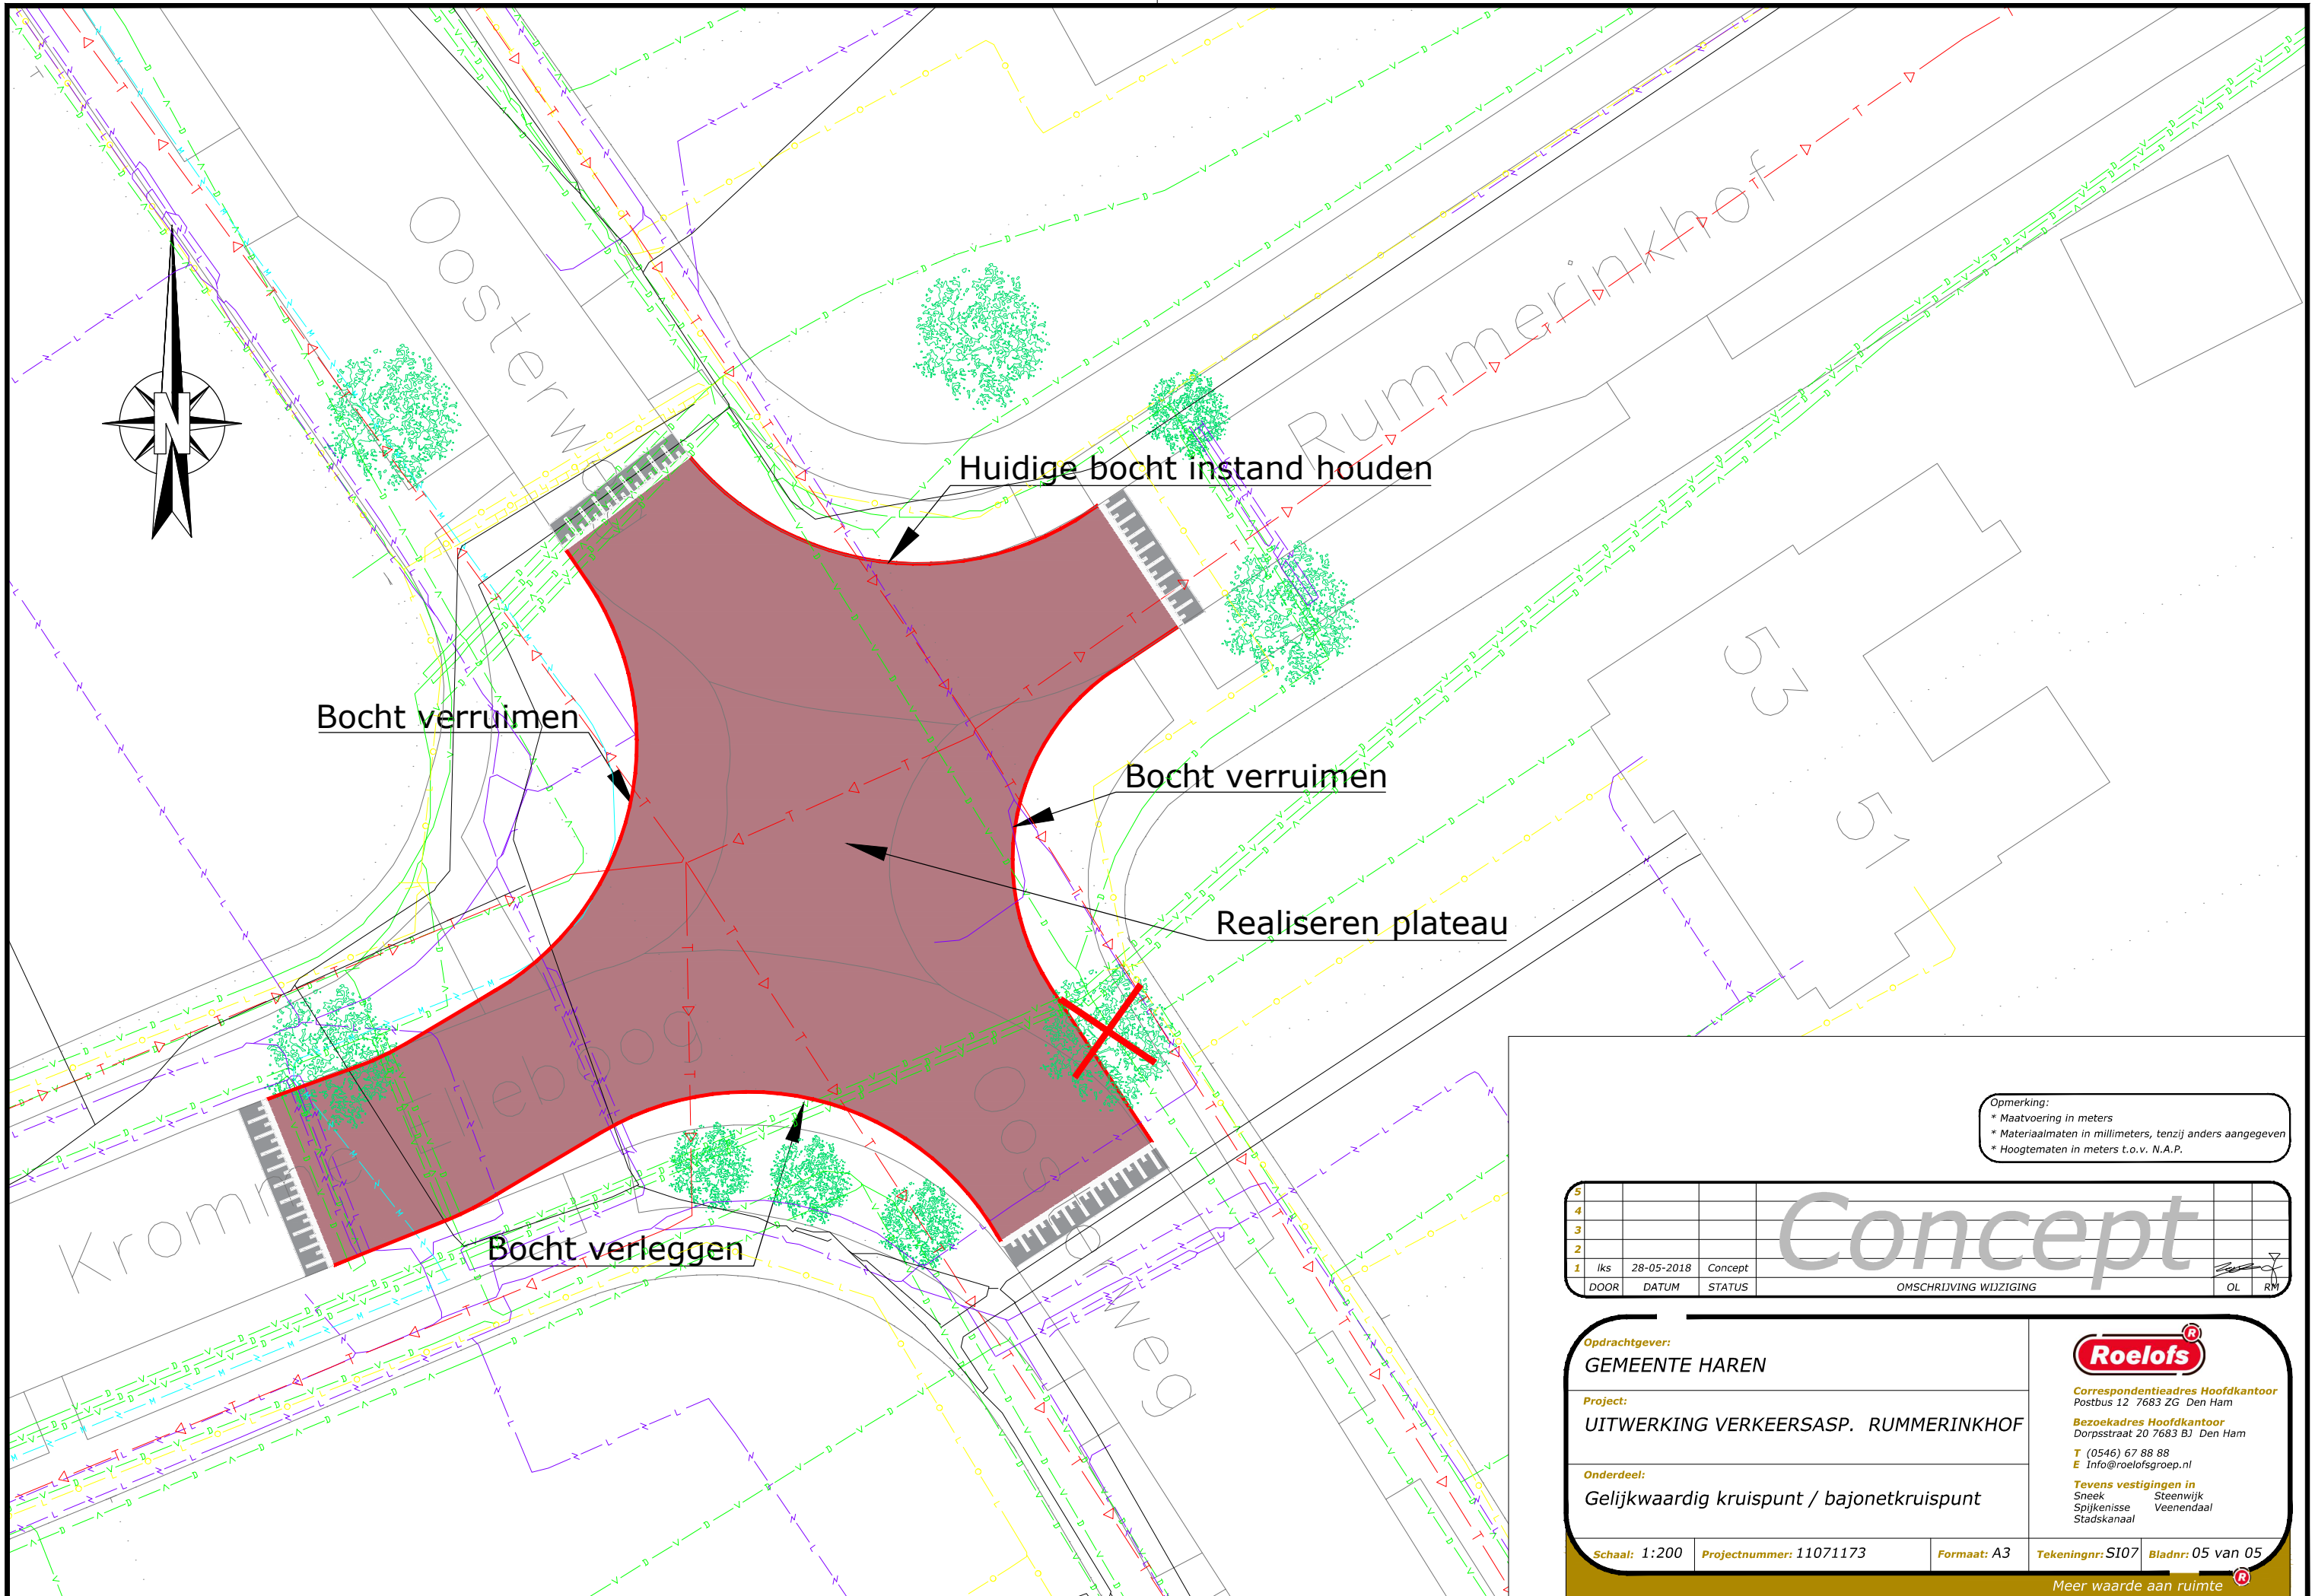 Oosterw
Rummerinkhof
Huidige bocht instand houden
Bocht verruimen
Bocht verruimen
Realiseren plateau
Bocht verleggen
53
51
N
Opmerking:
* Maatvoering in meters
* Materiaalmaten in millimeters, tenzij anders aangegeven
* Hoogtematen in meters t.o.v. N.A.P.
5
4
3
2
1 lks 28-05-2018 Concept
DOOR DATUM STATUS OMSCHRIJVING WIJZIGING OL RM
Concept
Opdrachtgever:
GEMEENTE HAREN
Project:
UITWERKING VERKEERSASP. RUMMERINKHOF
Onderdeel:
Gelijkwaardig kruispunt / bajonetkruispunt
Roelofs ®
Correspondentieadres Hoofdkantoor
Postbus 12 7683 ZG Den Ham
Bezoekadres Hoofdkantoor
Dorpsstraat 20 7683 BJ Den Ham
T (0546) 67 88 88
E Info@roelofsgroep.nl
Tevens vestigingen in
Sneek Steenwijk
Spijkenisse Veenendaal
Stadskanaal
Schaal: 1:200 Projectnummer: 11071173 Formaat: A3 Tekeningnr: SI07 Bladnr: 05 van 05
Meer waarde aan ruimte ®